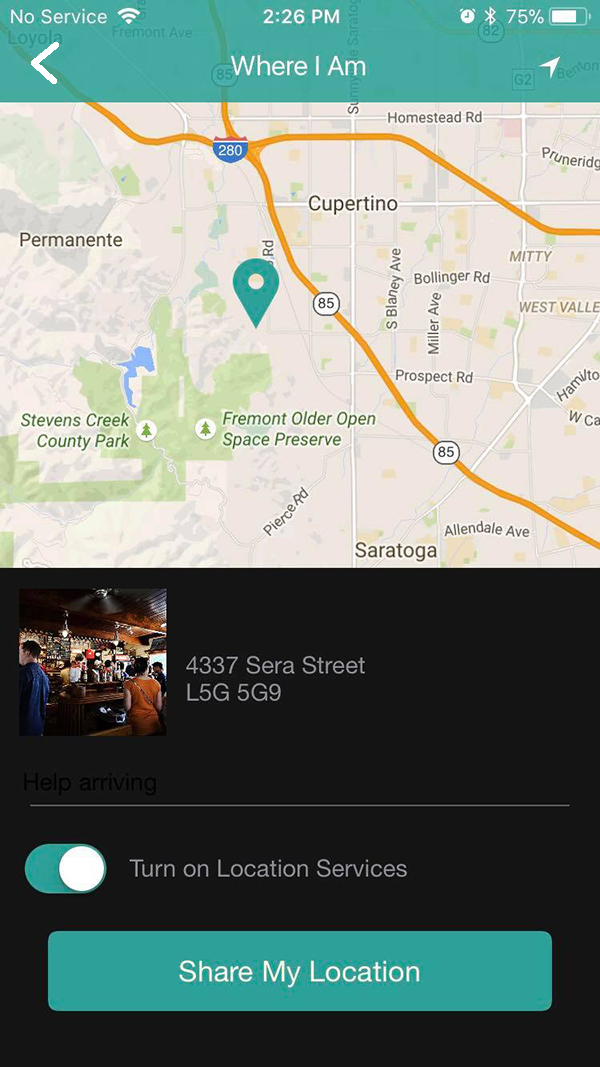 No Service
2:26 PM
75%
Where I Am
Loyola
Fremont Ave
85
82
G2
Benton
Homestead Rd
280
Cupertino
Permanente
MITTY
Bollinger Rd
S Blaney Ave
Miller Ave
85
WEST VALLE
Prospect Rd
Stevens Creek
County Park
Fremont Older Open
Space Preserve
W Ca
85
Pierce Rd
Allendale Ave
Saratoga
4337 Sera Street
L5G 5G9
Help arriving
Turn on Location Services
Share My Location